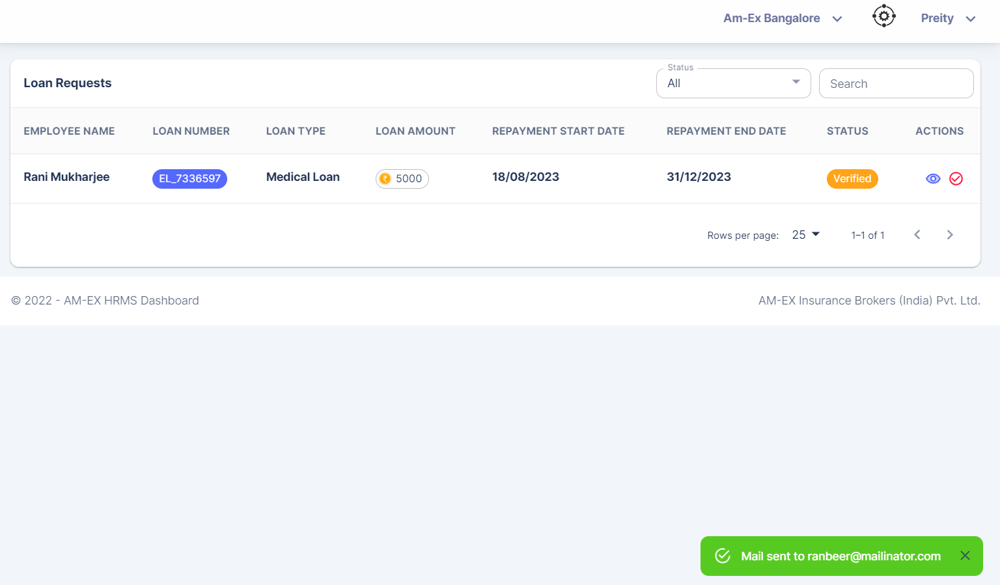 Am-Ex Bangalore Preity
Loan Requests Status All Search
EMPLOYEE NAME LOAN NUMBER LOAN TYPE LOAN AMOUNT REPAYMENT START DATE REPAYMENT END DATE STATUS ACTIONS
Rani Mukharjee EL_7336597 Medical Loan ₹ 5000 18/08/2023 31/12/2023 Verified
Rows per page: 25 1–1 of 1
© 2022 - AM-EX HRMS Dashboard AM-EX Insurance Brokers (India) Pvt. Ltd.
Mail sent to ranbeer@mailinator.com